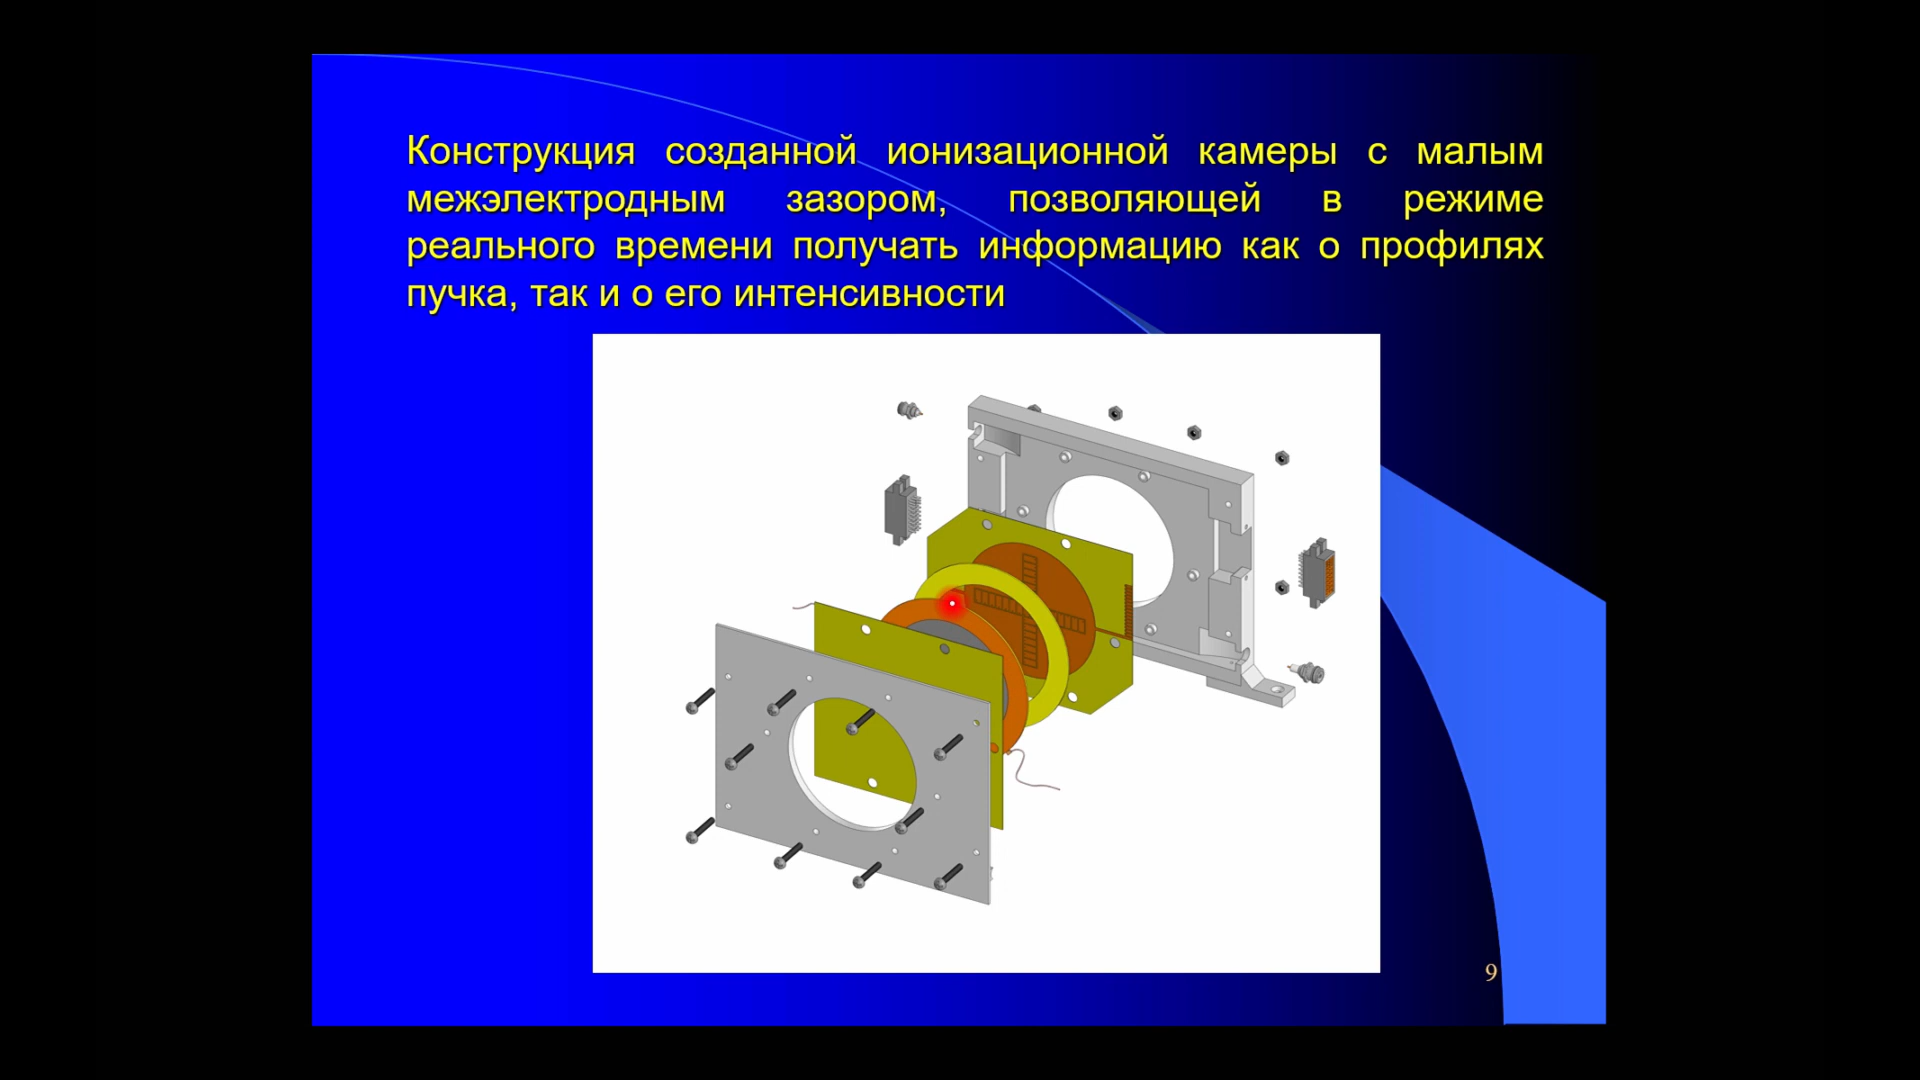 Конструкция созданной ионизационной камеры с малым
межэлектродным зазором, позволяющей в режиме
реального времени получать информацию как о профилях
пучка, так и о его интенсивности
9